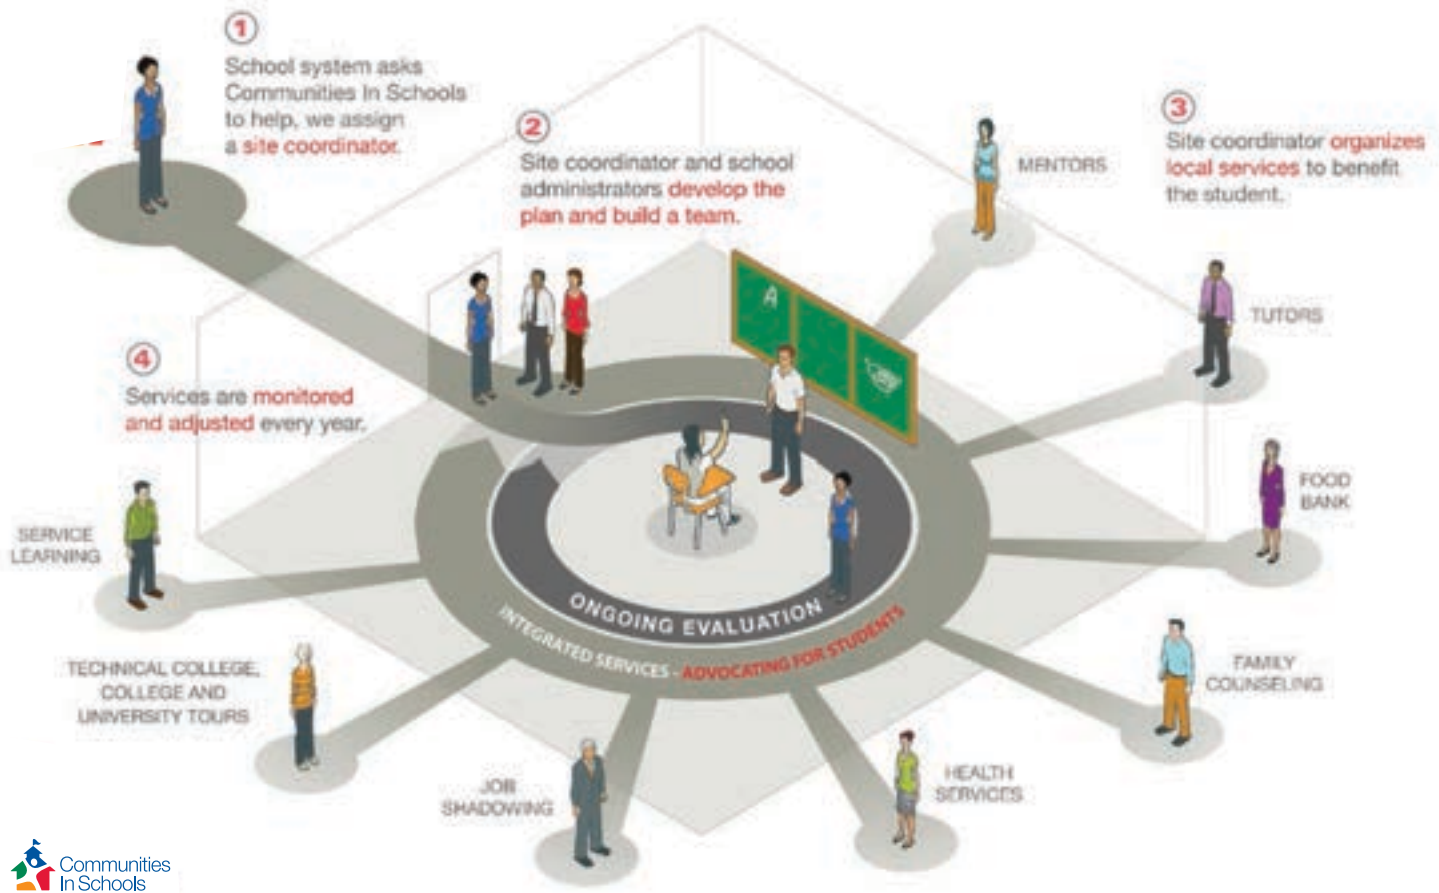 1
School system asks
Communities In Schools
to help, we assign
a site coordinator.
2
Site coordinator and school
administrators develop the
plan and build a team.
3
Site coordinator organizes
local services to benefit
the student.
4
Services are monitored
and adjusted every year.
MENTORS
TUTORS
FOOD
BANK
FAMILY
COUNSELING
HEALTH
SERVICES
JOB
SHADOWING
TECHNICAL COLLEGE,
COLLEGE AND
UNIVERSITY TOURS
SERVICE
LEARNING
A
ONGOING EVALUATION
INTEGRATED SERVICES - ADVOCATING FOR STUDENTS
Communities
In Schools